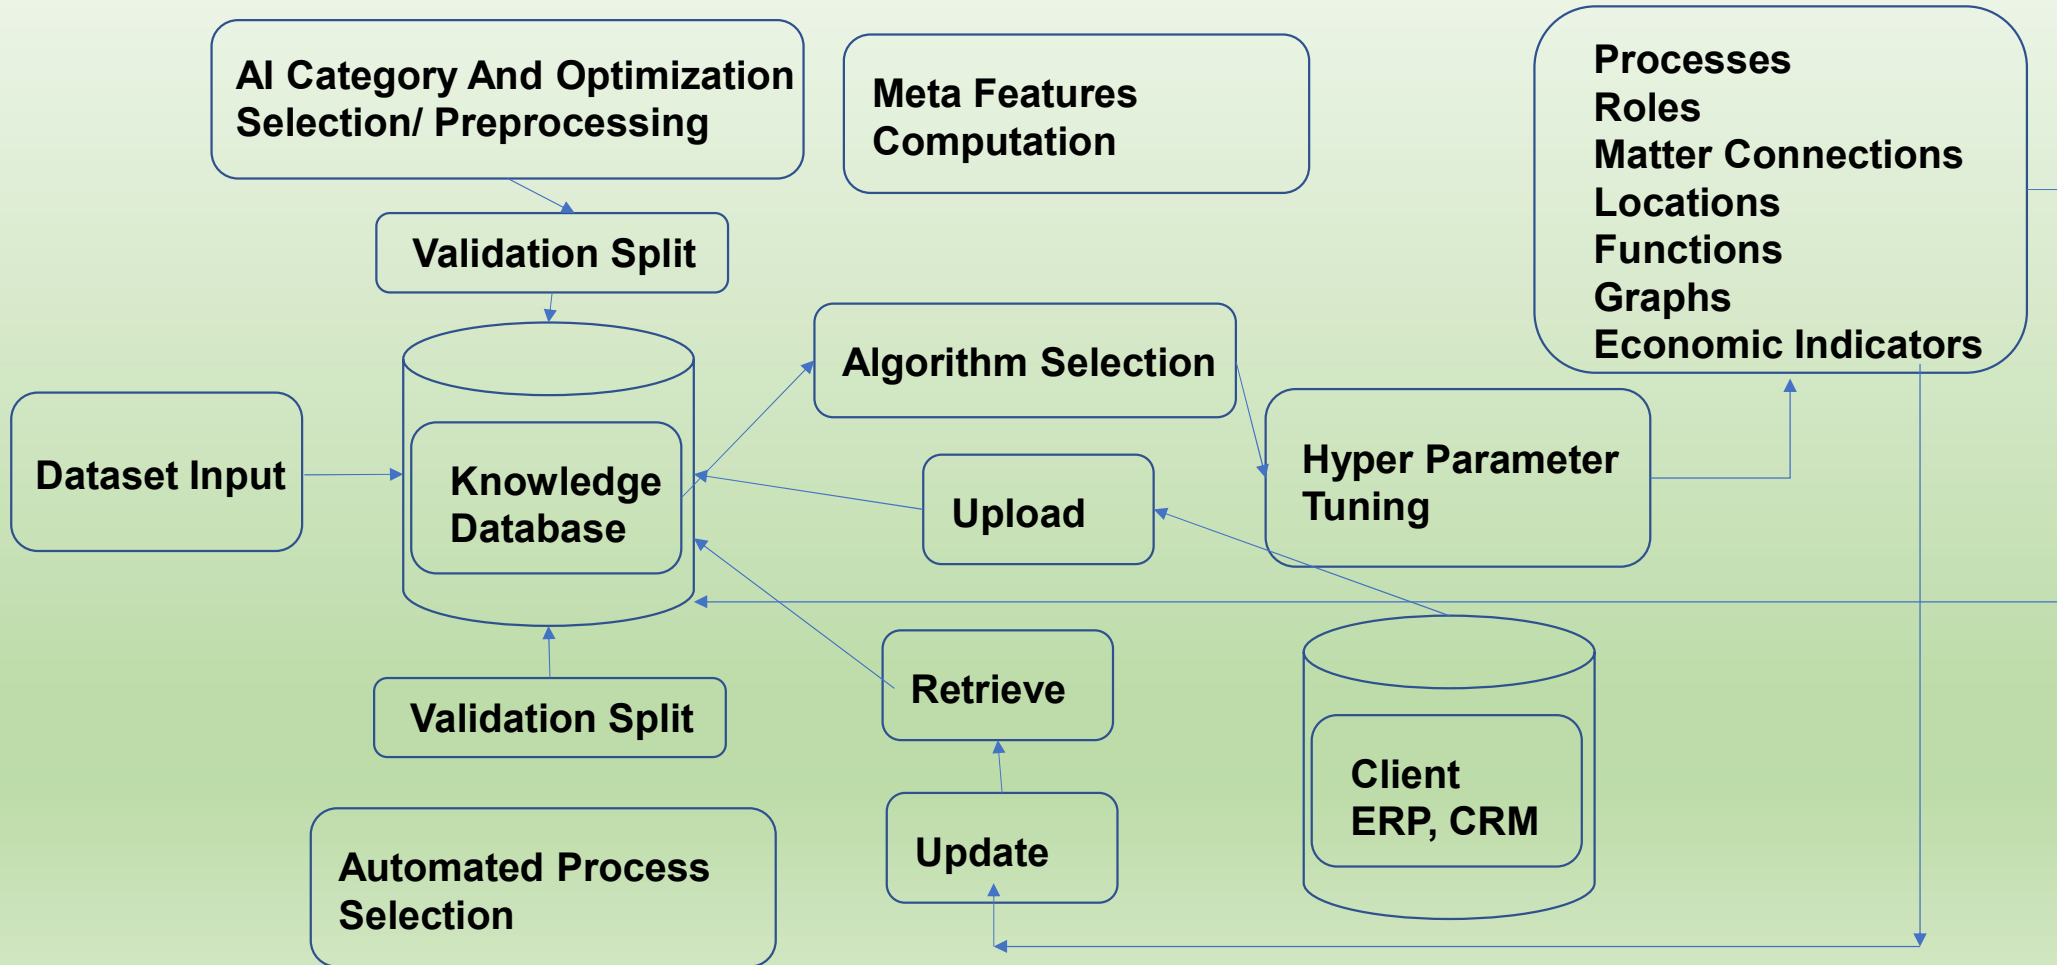 AI Category And Optimization
Selection/ Preprocessing
Meta Features
Computation
Processes
Roles
Matter Connections
Locations
Functions
Graphs
Economic Indicators
Validation Split
Algorithm Selection
Dataset Input
Knowledge
Database
Upload
Hyper Parameter
Tuning
Retrieve
Validation Split
Client
ERP, CRM
Update
Automated Process
Selection